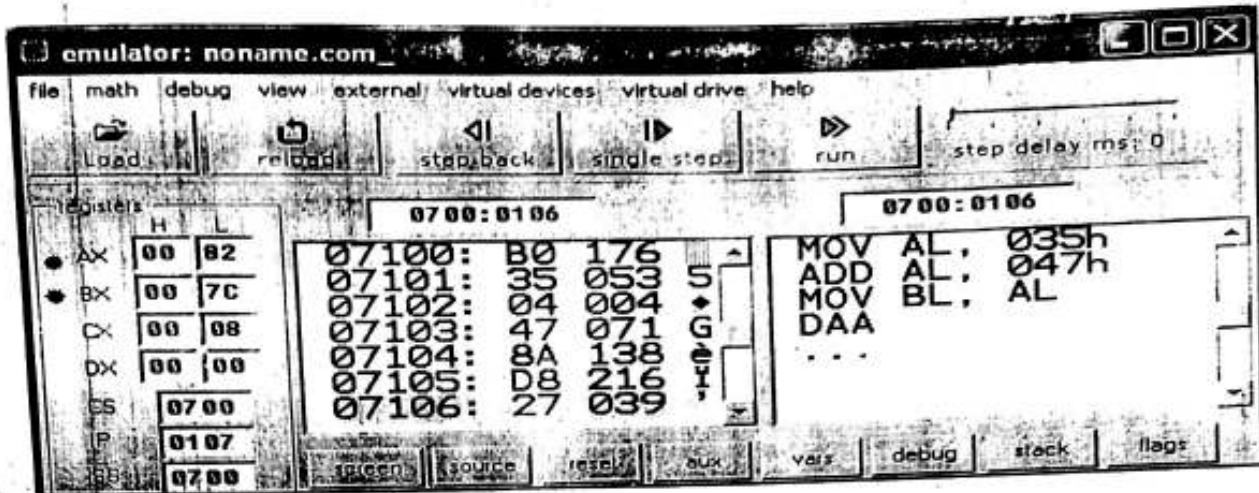 emulator: noname.com_
file math debug view external virtual devices virtual drive help
Load reload step back single step run step delay ms: 0
registers
H L
0700:0106 0700:0106
AX 00 82
BX 00 7C
CX 00 08
DX 00 00
CS 0700
IP 0107
SS 0700
07100: B0 176
07101: 35 053 5
07102: 04 004 ♦
07103: 47 071 G
07104: 8A 138 è
07105: D8 216
07106: 27 039 '
MOV AL, 035h
ADD AL, 047h
MOV BL, AL
DAA
...
screen source reset aux vars debug stack flags